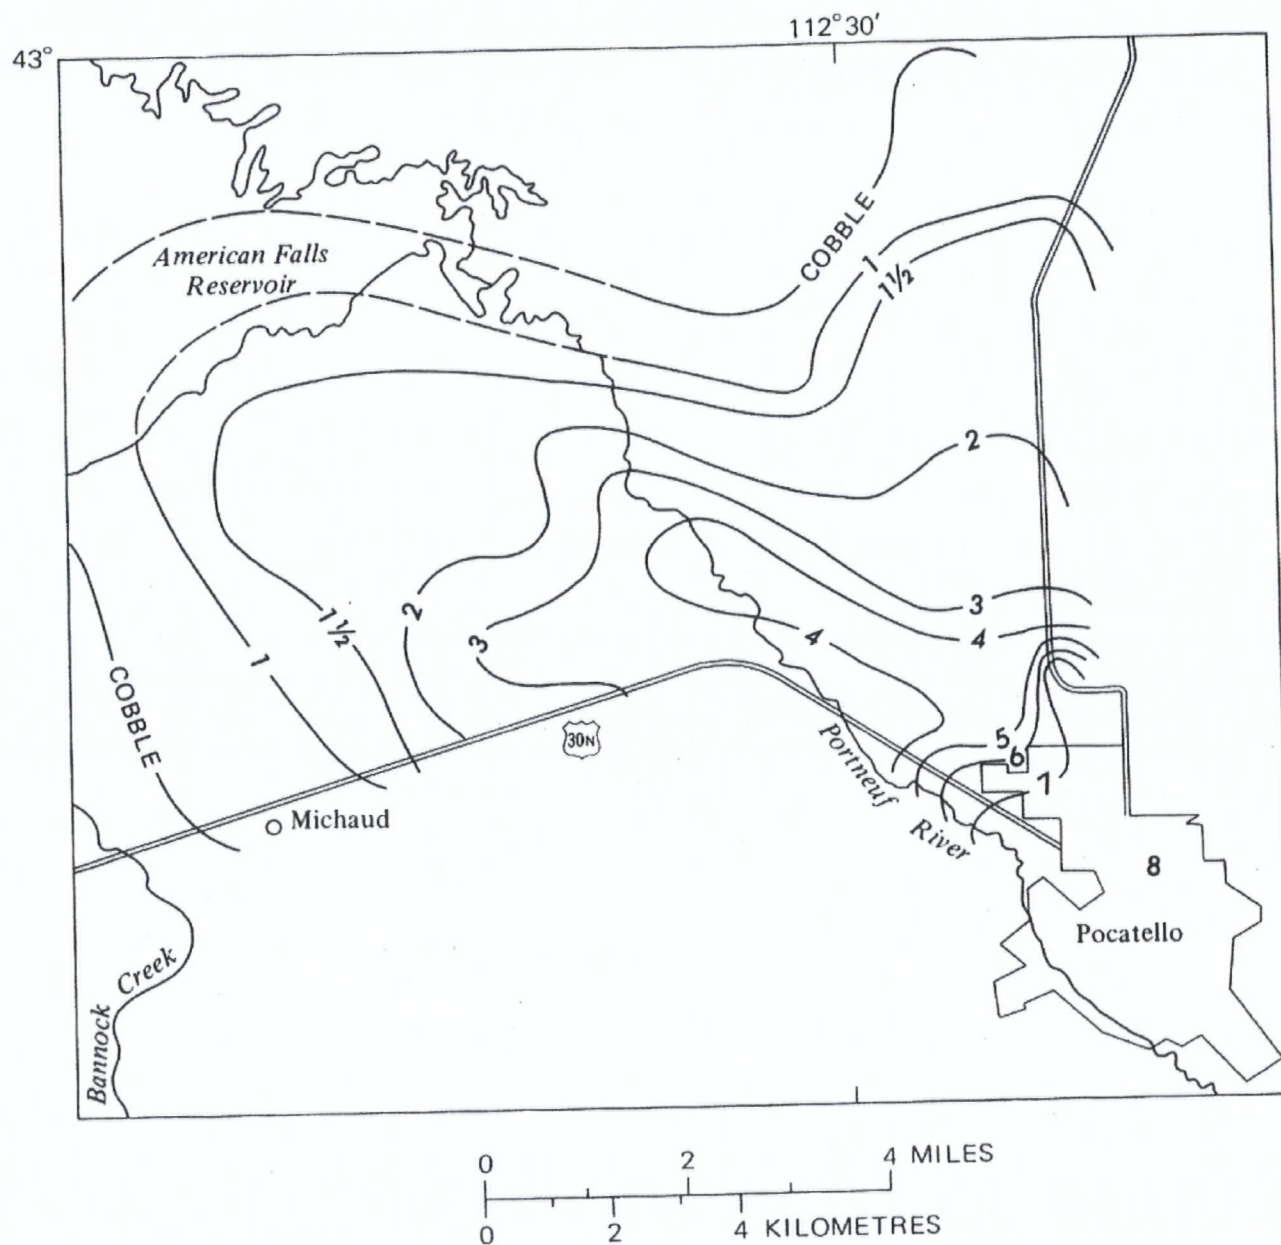 112°30'
43°
American Falls
Reservoir
COBBLE
1
1½
2
3
4
2
3
4
1½
1
COBBLE
5
6
7
30N
Portneuf
River
Michaud
8
Pocatello
Bannock
Creek
0 2 4 MILES
0 2 4 KILOMETRES